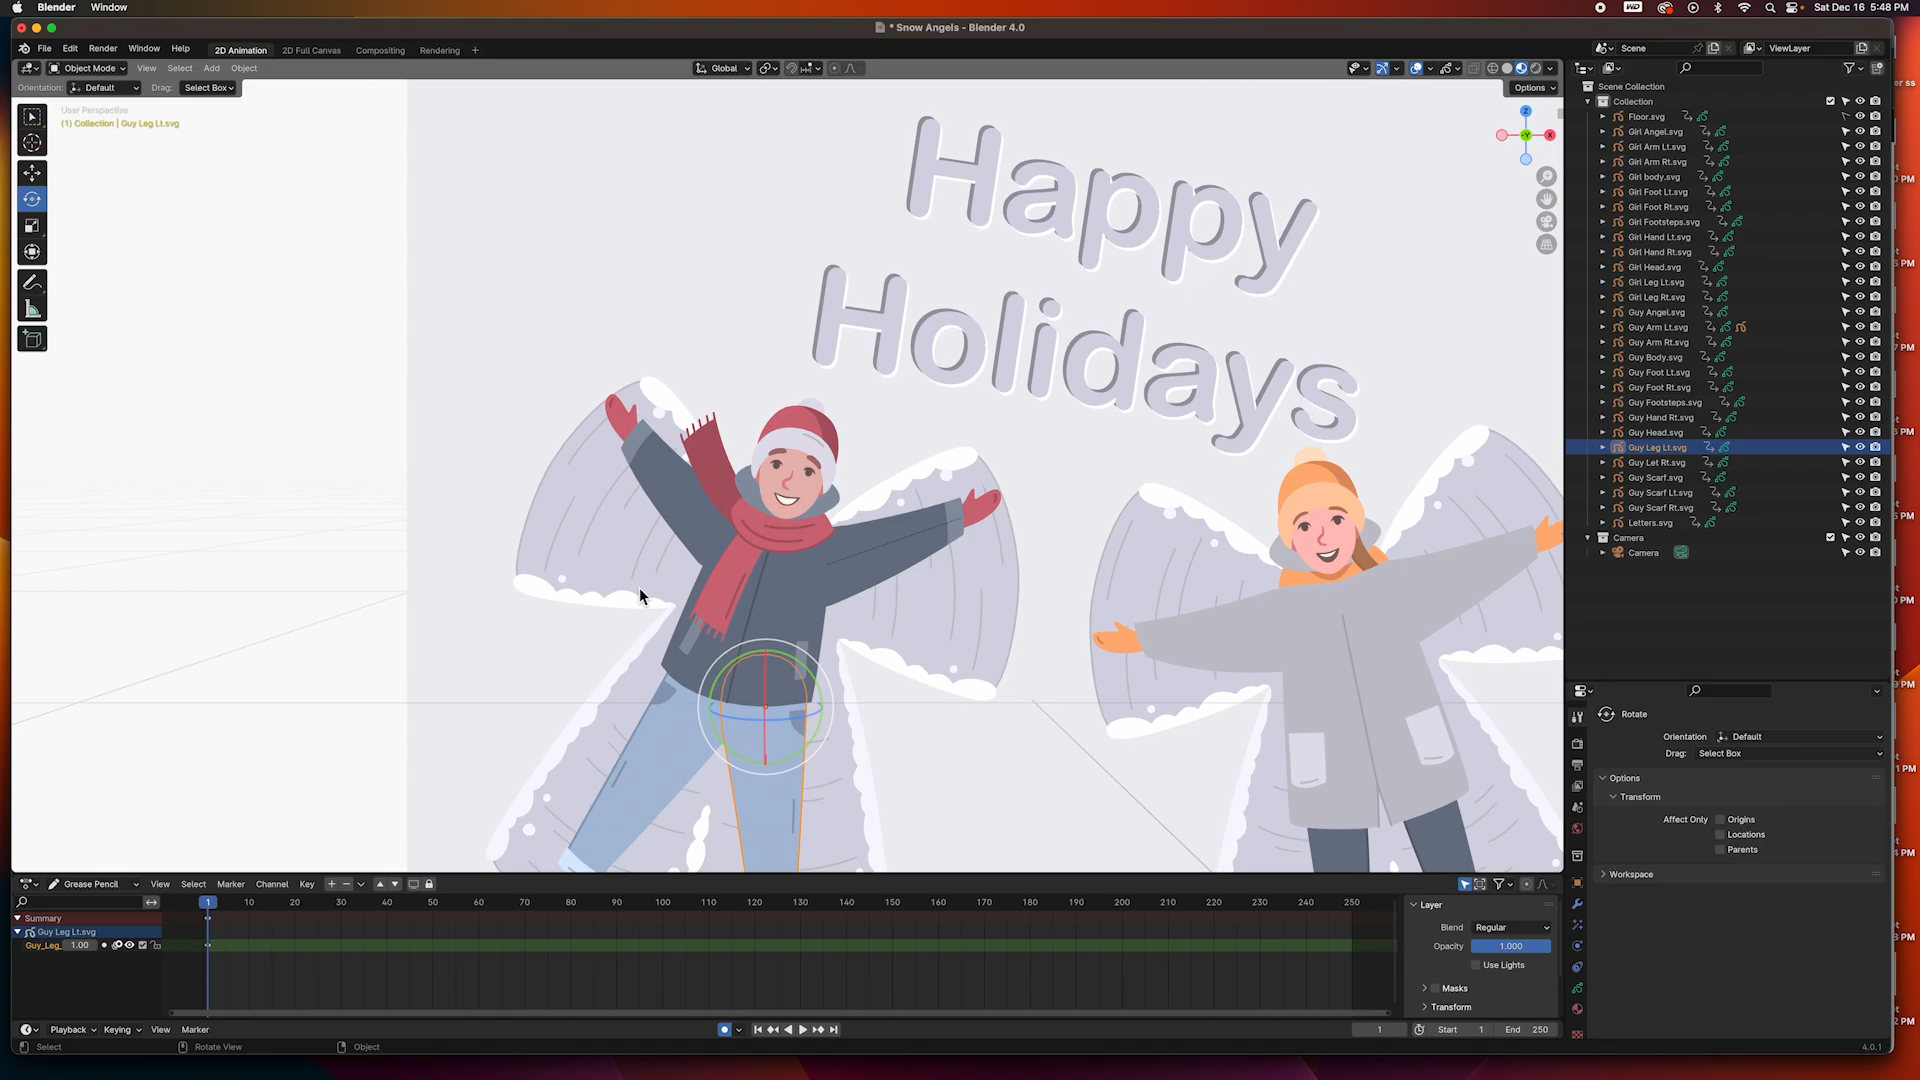 Blender Window
Sat Dec 16 5:48 PM
* Snow Angels - Blender 4.0
File Edit Render Window Help 2D Animation 2D Full Canvas Compositing Rendering +
Scene ViewLayer
Object Mode View Select Add Object Global
Orientation: Default Drag: Select Box Options
User Perspective
(1) Collection | Guy Leg Lt.svg
Z
-Y
X
Happy
Holidays
Scene Collection
Collection
Floor.svg
Girl Angel.svg
Girl Arm Lt.svg
Girl Arm Rt.svg
Girl body.svg
Girl Foot Lt.svg
Girl Foot Rt.svg
Girl Footsteps.svg
Girl Hand Lt.svg
Girl Hand Rt.svg
Girl Head.svg
Girl Leg Lt.svg
Girl Leg Rt.svg
Guy Angel.svg
Guy Arm Lt.svg
Guy Arm Rt.svg
Guy Body.svg
Guy Foot Lt.svg
Guy Foot Rt.svg
Guy Footsteps.svg
Guy Hand Rt.svg
Guy Head.svg
Guy Leg Lt.svg
Guy Let Rt.svg
Guy Scarf.svg
Guy Scarf Lt.svg
Guy Scarf Rt.svg
Letters.svg
Camera
Camera
Rotate
Orientation Default
Drag: Select Box
Options
Transform
Affect Only Origins
Locations
Parents
Workspace
Grease Pencil View Select Marker Channel Key
1 10 20 30 40 50 60 70 80 90 100 110 120 130 140 150 160 170 180 190 200 210 220 230 240 250
Summary
Guy Leg Lt.svg
Guy_Leg_ 1.00
Layer
Blend Regular
Opacity 1.000
Use Lights
Masks
Transform
Playback Keying View Marker
1 Start 1 End 250
Select Rotate View Object
4.0.1